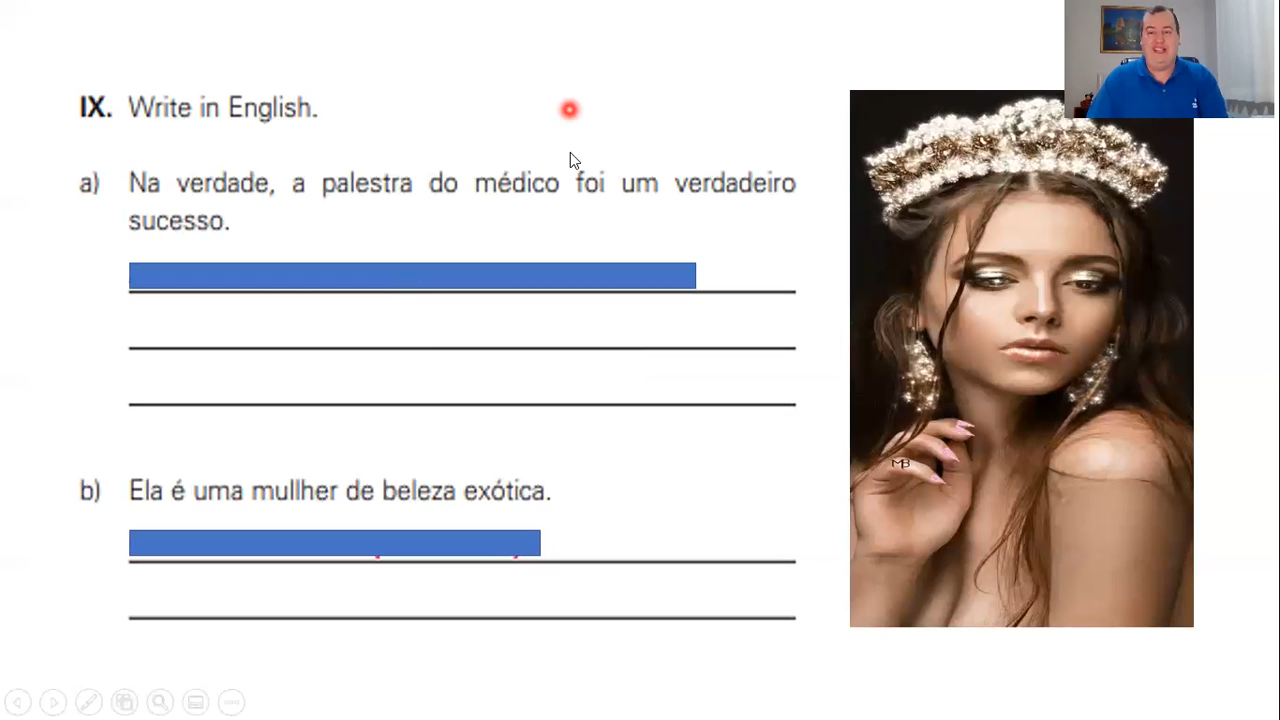 IX. Write in English.
a) Na verdade, a palestra do médico foi um verdadeiro
sucesso.
b) Ela é uma mullher de beleza exótica.
MB